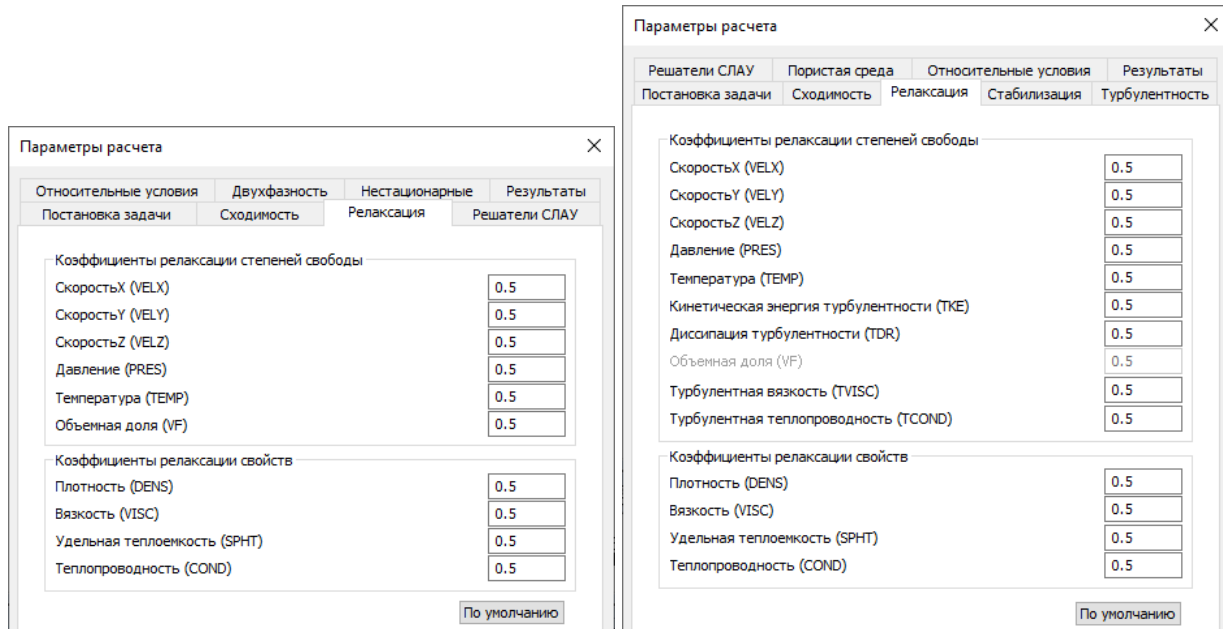 Параметры расчета
Относительные условия Двухфазность Нестационарные Результаты
Постановка задачи Сходимость Релаксация Решатели СЛАУ
Коэффициенты релаксации степеней свободы
СкоростьX (VELX) 0.5
СкоростьY (VELY) 0.5
СкоростьZ (VELZ) 0.5
Давление (PRES) 0.5
Температура (TEMP) 0.5
Объемная доля (VF) 0.5
Коэффициенты релаксации свойств
Плотность (DENS) 0.5
Вязкость (VISC) 0.5
Удельная теплоемкость (SPHT) 0.5
Теплопроводность (COND) 0.5
По умолчанию
Параметры расчета
Решатели СЛАУ Пористая среда Относительные условия Результаты
Постановка задачи Сходимость Релаксация Стабилизация Турбулентность
Коэффициенты релаксации степеней свободы
СкоростьX (VELX) 0.5
СкоростьY (VELY) 0.5
СкоростьZ (VELZ) 0.5
Давление (PRES) 0.5
Температура (TEMP) 0.5
Кинетическая энергия турбулентности (TKE) 0.5
Диссипация турбулентности (TDR) 0.5
Объемная доля (VF) 0.5
Турбулентная вязкость (TVISC) 0.5
Турбулентная теплопроводность (TCOND) 0.5
Коэффициенты релаксации свойств
Плотность (DENS) 0.5
Вязкость (VISC) 0.5
Удельная теплоемкость (SPHT) 0.5
Теплопроводность (COND) 0.5
По умолчанию